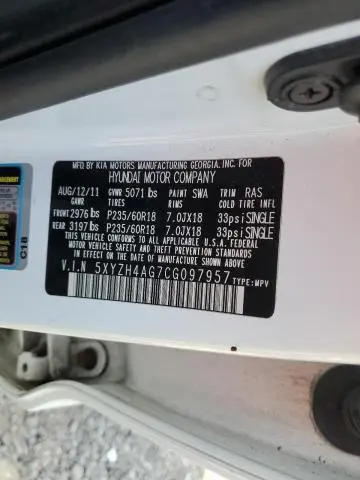 MFD. BY KIA MOTORS MANUFACTURING GEORGIA, INC. FOR
HYUNDAI MOTOR COMPANY
AUG/12/11 GVWR 5071 lbs PAINT SWA TRIM RAS
GAWR TIRES RIMS COLD TIRE INFL
FRONT 2976 lbs P235/60R18 7.0JX18 33psi SINGLE
REAR 3197 lbs P235/60R18 7.0JX18 33psi SINGLE
THIS VEHICLE CONFORMS TO ALL APPLICABLE U.S.A. FEDERAL
MOTOR VEHICLE SAFETY AND THEFT PREVENTION STANDARDS
IN EFFECT ON THE DATE OF MANUFACTURE SHOWN ABOVE.
V.I.N 5XYZH4AG7CG097957 TYPE:MPV
C18